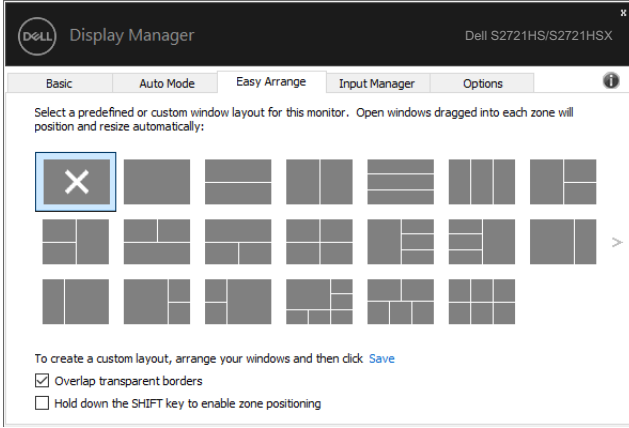 x
DELL Display Manager
Dell S2721HS/S2721HSX
Basic Auto Mode Easy Arrange Input Manager Options
Select a predefined or custom window layout for this monitor. Open windows dragged into each zone will
position and resize automatically:
>
To create a custom layout, arrange your windows and then click Save
Overlap transparent borders
Hold down the SHIFT key to enable zone positioning